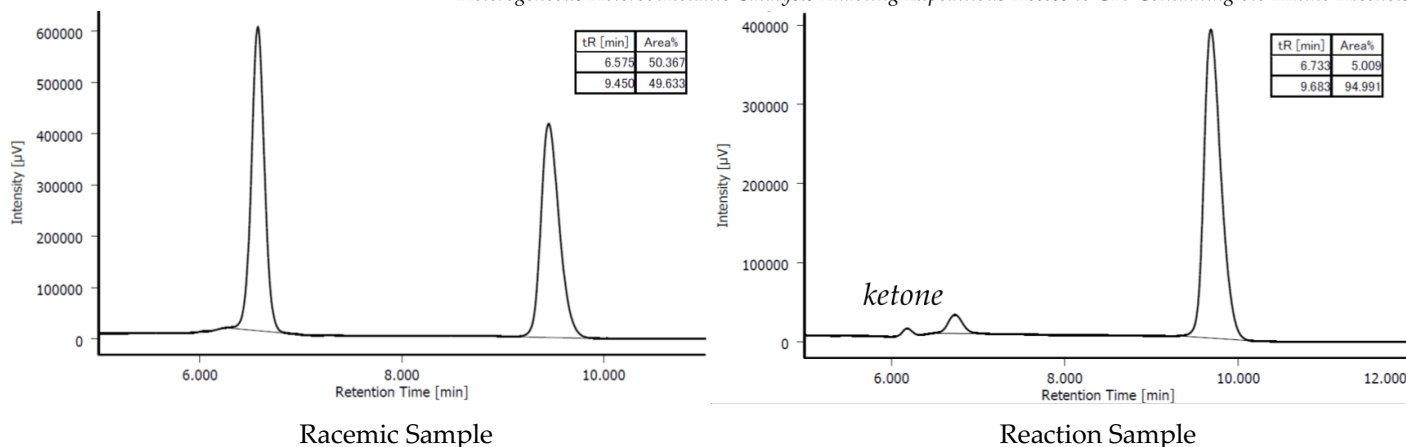 600000
500000
400000
300000
200000
100000
0
Intensity [µV]
6.000 8.000 10.000
Retention Time [min]
tR [min] Area%
6.575 50.367
9.450 49.633
Racemic Sample
400000
300000
200000
100000
0
Intensity [µV]
ketone
6.000 8.000 10.000 12.000
Retention Time [min]
tR [min] Area%
6.733 5.009
9.683 94.991
Reaction Sample